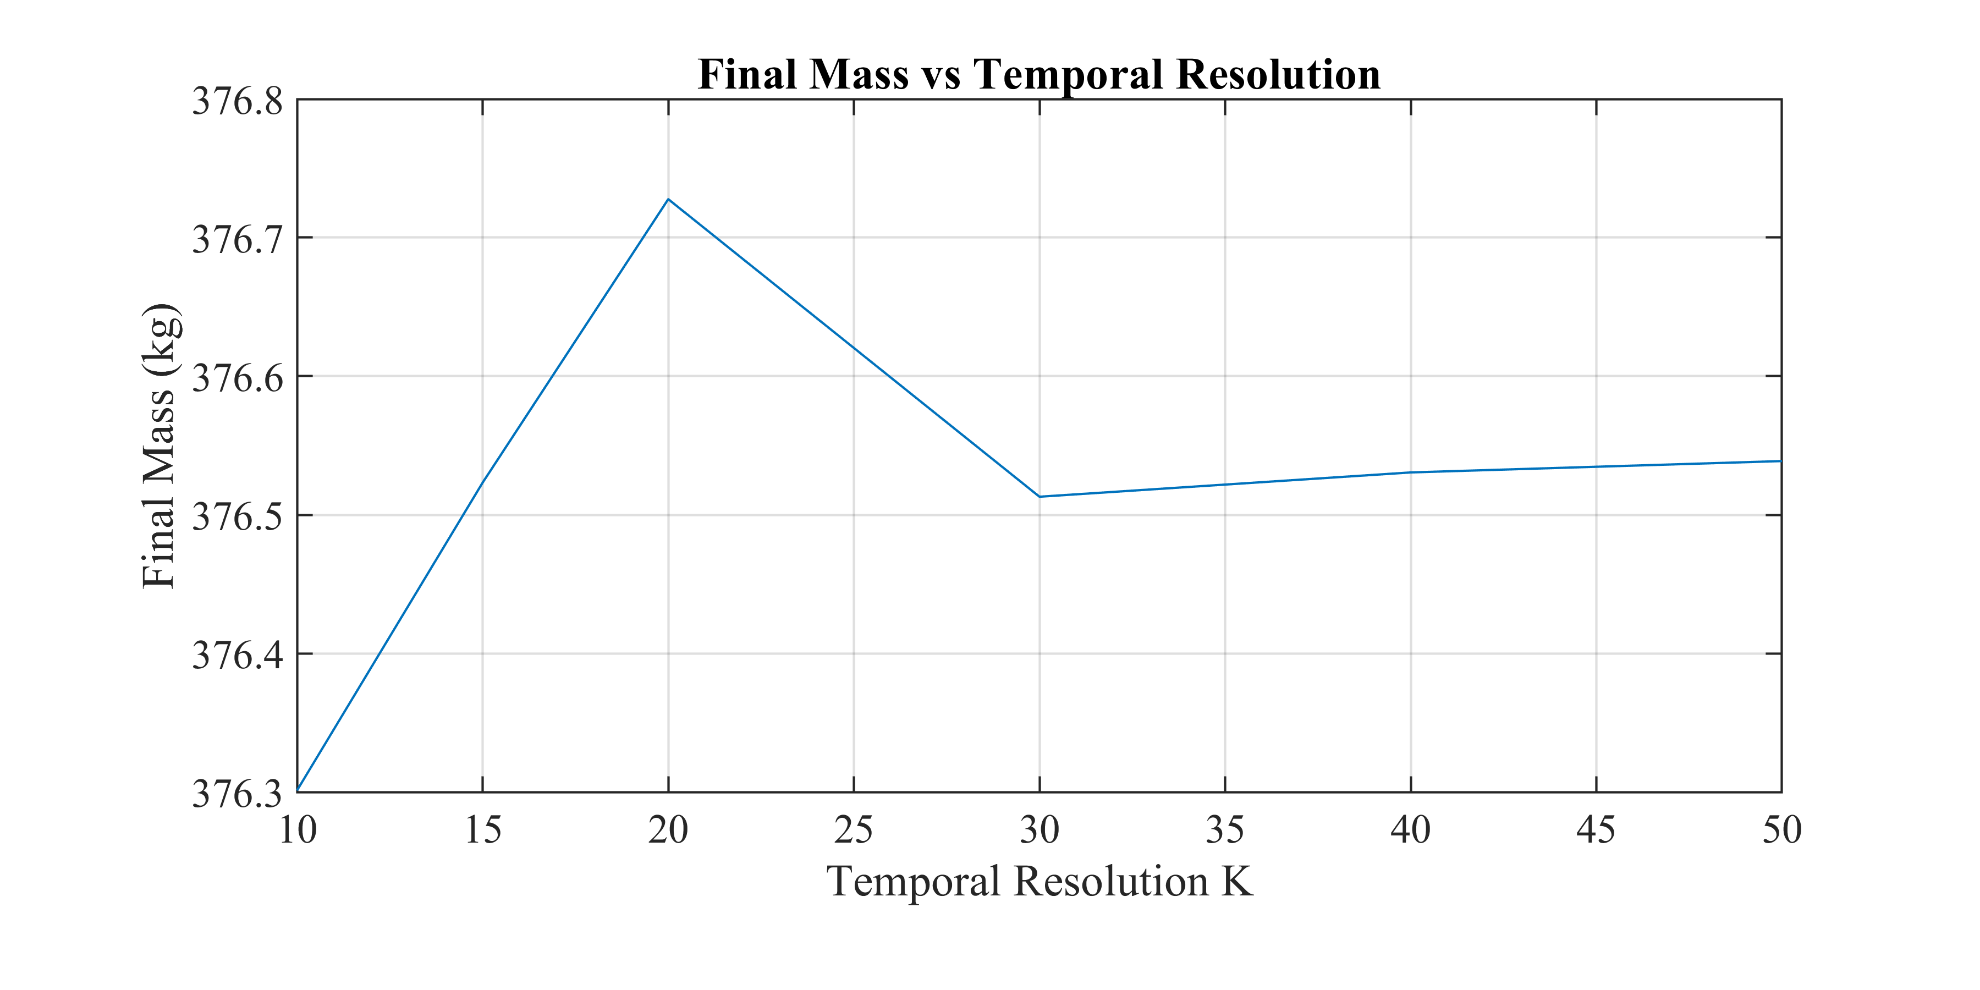 Final Mass vs Temporal Resolution
376.8
376.7
376.6
376.5
376.4
376.3
Final Mass (kg)
10 15 20 25 30 35 40 45 50
Temporal Resolution K